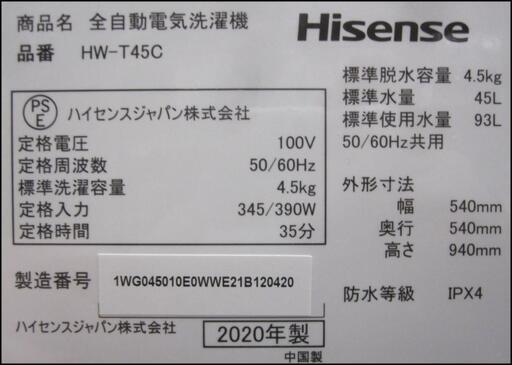 商品名 全自動電気洗濯機
品番 HW-T45C
Hisense
標準脱水容量 4.5kg
標準水量 45L
標準使用水量 93L
50/60Hz共用
PS
E
ハイセンスジャパン株式会社
定格電圧 100V
定格周波数 50/60Hz
標準洗濯容量 4.5kg
定格入力 345/390W
定格時間 35分
外形寸法
幅 540mm
奥行 540mm
高さ 940mm
製造番号 1WG045010E0WWE21B120420
防水等級 IPX4
ハイセンスジャパン株式会社
2020年製
中国製